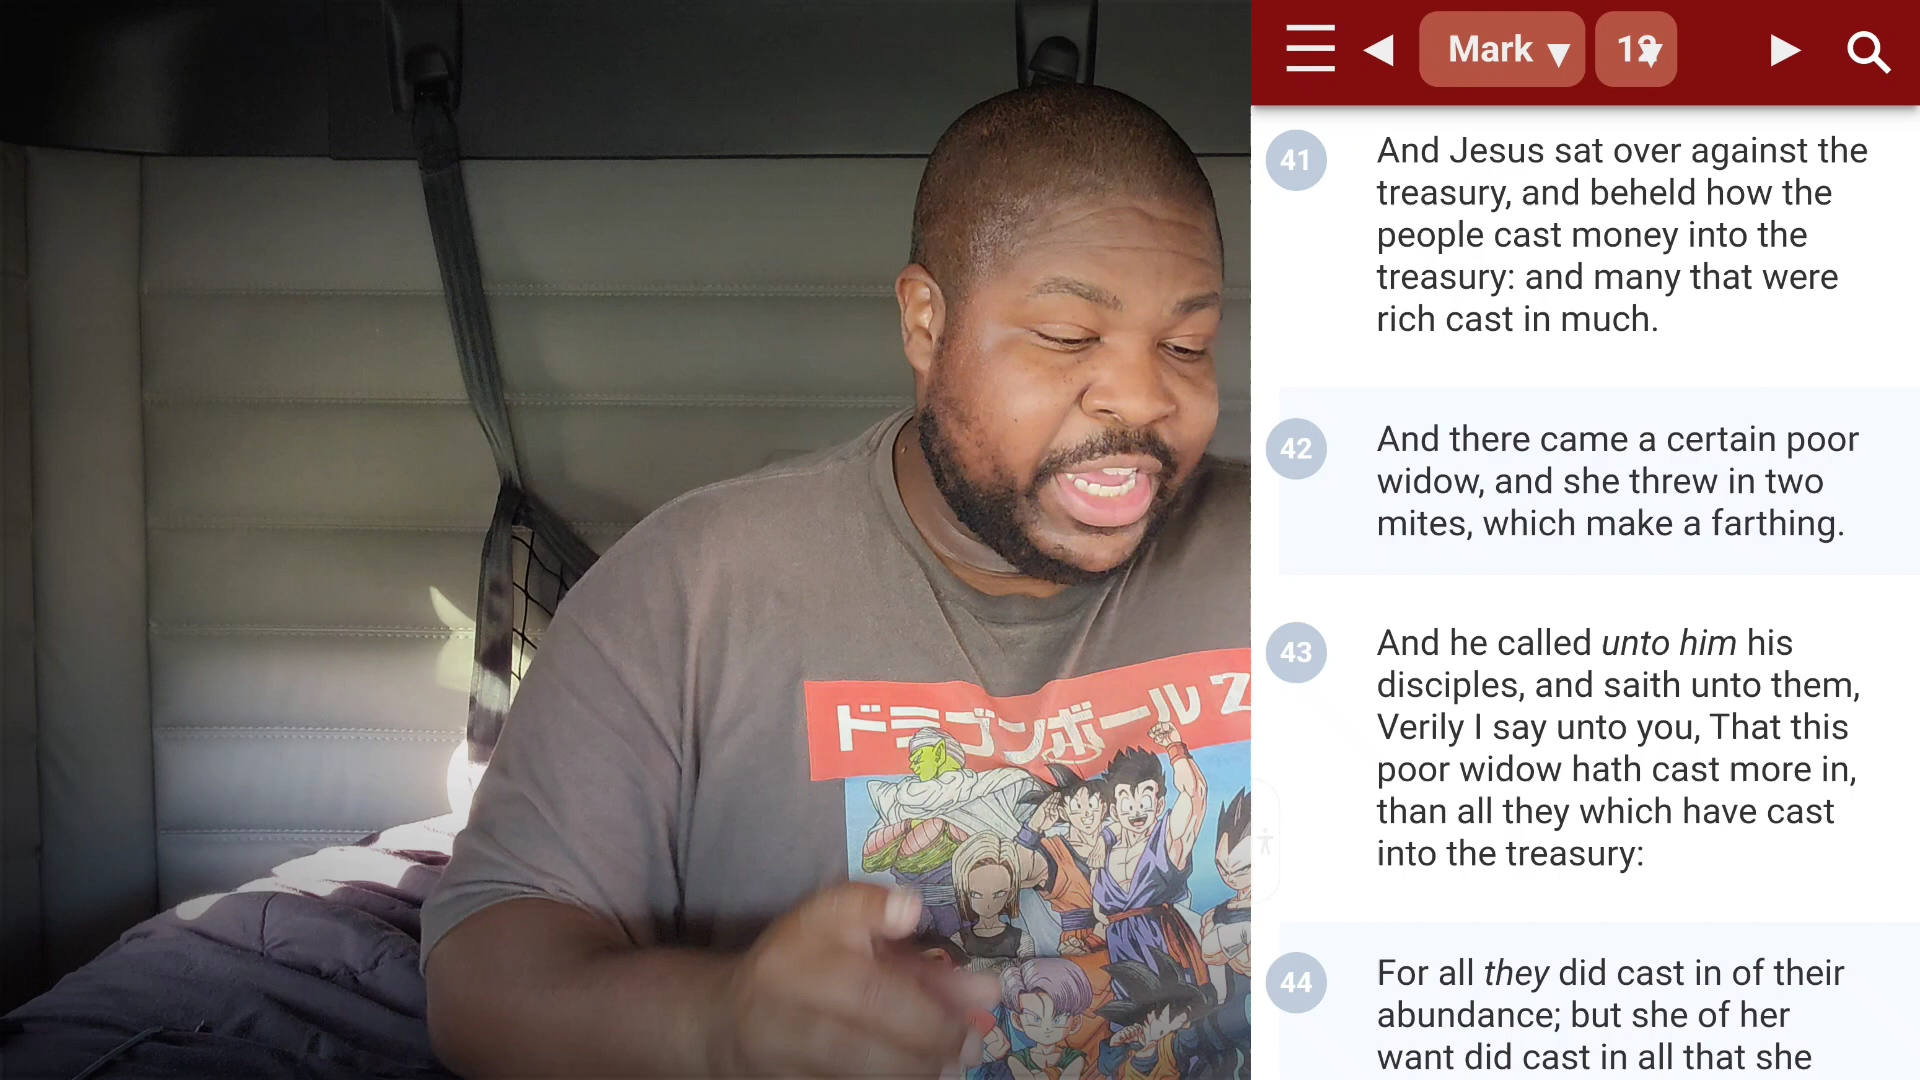 ドラゴンボールZ
Mark
12
41
And Jesus sat over against the
treasury, and beheld how the
people cast money into the
treasury: and many that were
rich cast in much.
42
And there came a certain poor
widow, and she threw in two
mites, which make a farthing.
43
And he called unto him his
disciples, and saith unto them,
Verily I say unto you, That this
poor widow hath cast more in,
than all they which have cast
into the treasury:
44
For all they did cast in of their
abundance; but she of her
want did cast in all that she